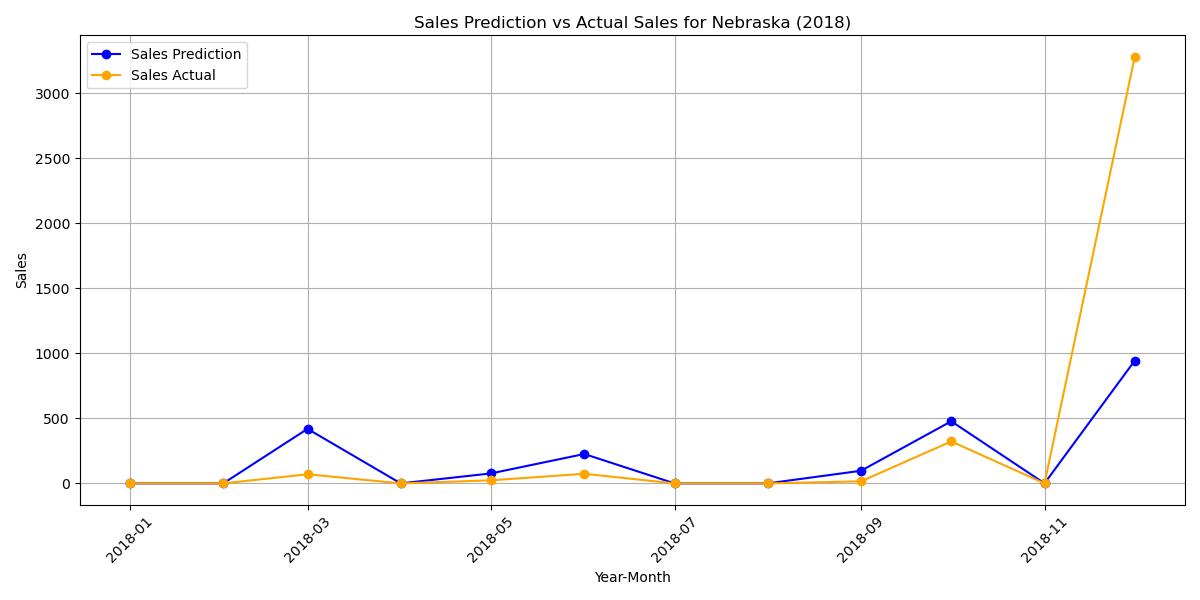 Sales Prediction vs Actual Sales for Nebraska (2018)
Sales Prediction
Sales Actual
Sales
3000
2500
2000
1500
1000
500
0
2018-01
2018-03
2018-05
2018-07
2018-09
2018-11
Year-Month